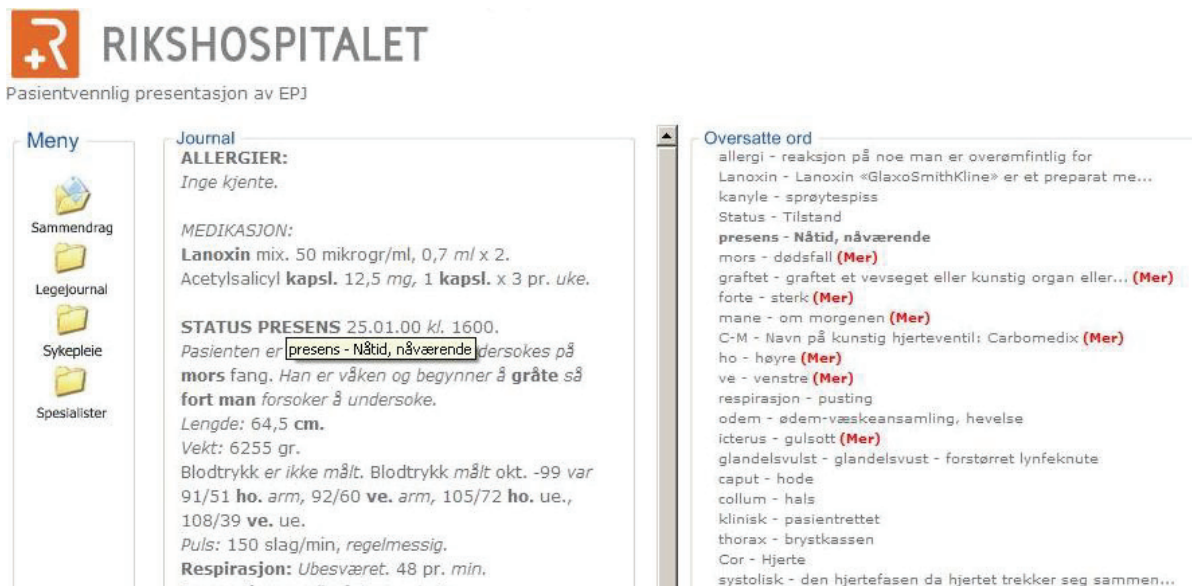 RIKSHOSPITALET
Pasientvennlig presentasjon av EPJ
Meny
Sammendrag
Legejournal
Sykepleie
Spesialister
Journal
ALLERGIER:
Inge kjente.
MEDIKASJON:
Lanoxin mix. 50 mikrogr/ml, 0,7 ml x 2.
Acetylsalicyl kapsl. 12,5 mg, 1 kapsl. x 3 pr. uke.
STATUS PRESENS 25.01.00 kl. 1600.
Pasienten er presens - Nåtid, nåværende dersokes på
mors fang. Han er våken og begynner å gråte så
fort man forsoker å undersoke.
Lengde: 64,5 cm.
Vekt: 6255 gr.
Blodtrykk er ikke målt. Blodtrykk målt okt. -99 var
91/51 ho. arm, 92/60 ve. arm, 105/72 ho. ue.,
108/39 ve. ue.
Puls: 150 slag/min, regelmessig.
Respirasjon: Ubesværet. 48 pr. min.
Oversatte ord
allergi - reaksjon på noe man er overømfintlig for
Lanoxin - Lanoxin «GlaxoSmithKline» er et preparat me...
kanyle - sprøytespiss
Status - Tilstand
presens - Nåtid, nåværende
mors - dødsfall (Mer)
graftet - graftet et vevseget eller kunstig organ eller... (Mer)
forte - sterk (Mer)
mane - om morgenen (Mer)
C-M - Navn på kunstig hjerteventil: Carbomedix (Mer)
ho - høyre (Mer)
ve - venstre (Mer)
respirasjon - pusting
odem - ødem-væskeansamling, hevelse
icterus - gulsott (Mer)
glandelsvulst - glandelsvust - forstørret lynfeknute
caput - hode
collum - hals
klinisk - pasientrettet
thorax - brystkassen
Cor - Hjerte
systolisk - den hjertefasen da hjertet trekker seg sammen...